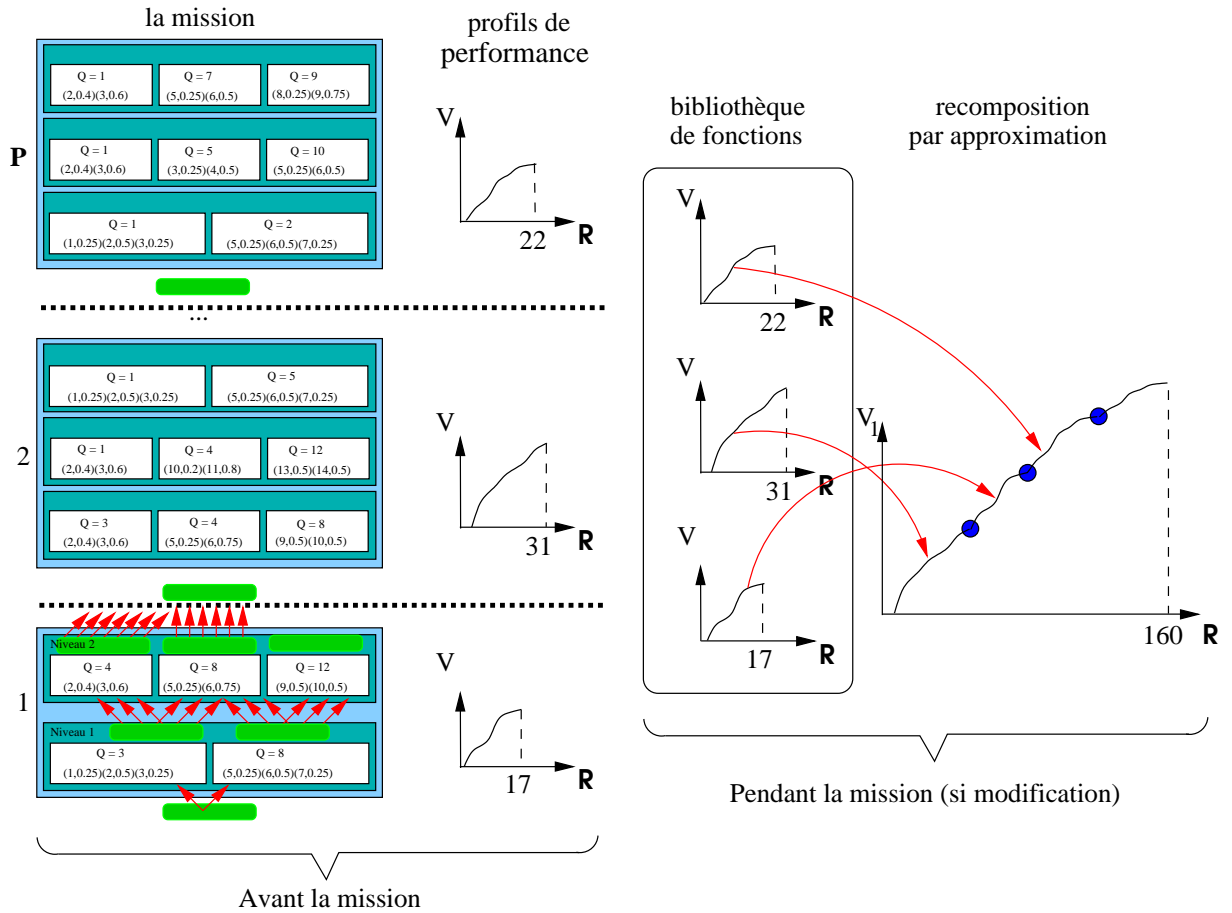 la mission
profils de
performance
P
Q = 1
(2,0.4)(3,0.6)
Q = 7
(5,0.25)(6,0.5)
Q = 9
(8,0.25)(9,0.75)
Q = 1
(2,0.4)(3,0.6)
Q = 5
(3,0.25)(4,0.5)
Q = 10
(5,0.25)(6,0.5)
Q = 1
(1,0.25)(2,0.5)(3,0.25)
Q = 2
(5,0.25)(6,0.5)(7,0.25)
V
22
R
...
2
Q = 1
(1,0.25)(2,0.5)(3,0.25)
Q = 5
(5,0.25)(6,0.5)(7,0.25)
Q = 1
(2,0.4)(3,0.6)
Q = 4
(10,0.2)(11,0.8)
Q = 12
(13,0.5)(14,0.5)
Q = 3
(2,0.4)(3,0.6)
Q = 4
(5,0.25)(6,0.75)
Q = 8
(9,0.5)(10,0.5)
V
31
R
1
Niveau 2
Q = 4
(2,0.4)(3,0.6)
Q = 8
(5,0.25)(6,0.75)
Q = 12
(9,0.5)(10,0.5)
Niveau 1
Q = 3
(1,0.25)(2,0.5)(3,0.25)
Q = 8
(5,0.25)(6,0.5)(7,0.25)
V
17
R
Avant la mission
bibliothèque
de fonctions
V
22
R
V
31
R
V
17
R
recomposition
par approximation
V1
160
R
Pendant la mission (si modification)